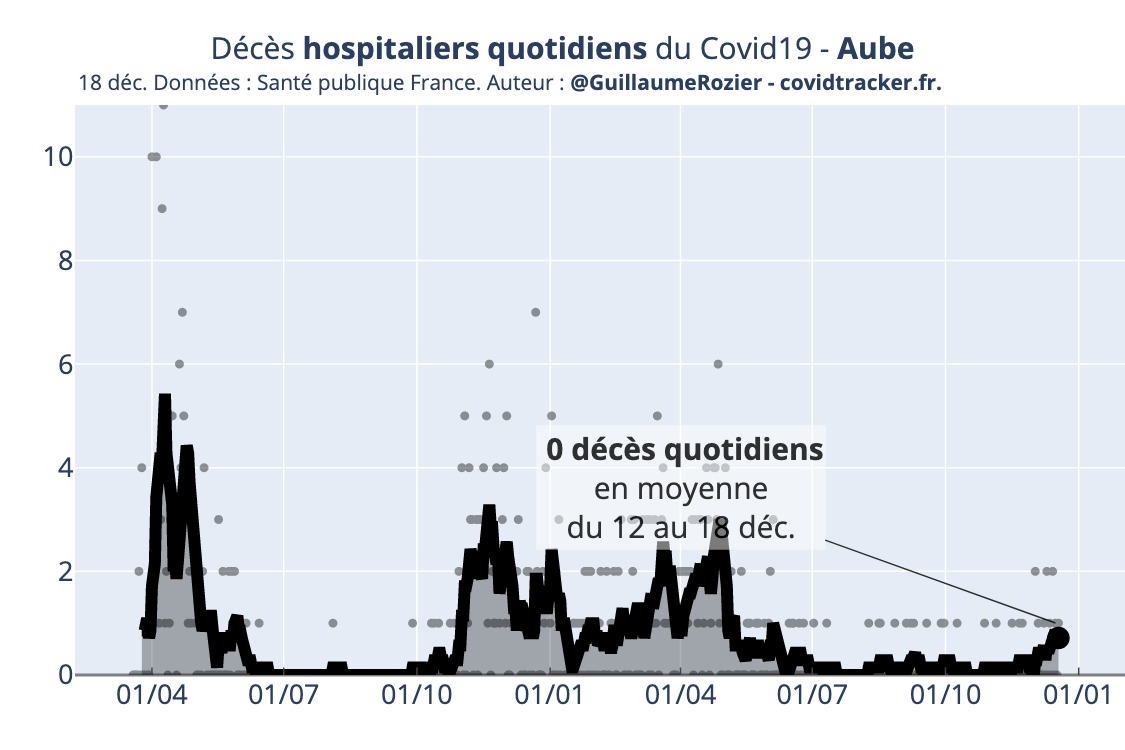 Décès hospitaliers quotidiens du Covid19 - Aube
18 déc. Données : Santé publique France. Auteur : @GuillaumeRozier - covidtracker.fr.
10
8
6
4
2
0
0 décès quotidiens
en moyenne
du 12 au 18 déc.
01/04 01/07 01/10 01/01 01/04 01/07 01/10 01/01